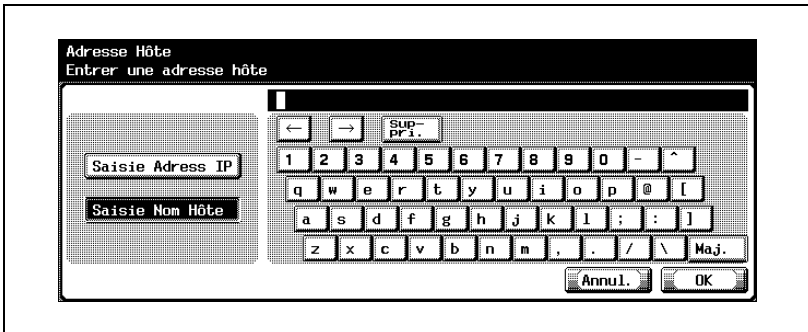 Adresse Hôte
Entrer une adresse hôte
← → Sup-
pri.
Saisie Adress IP
1 2 3 4 5 6 7 8 9 0 - ^
q w e r t y u i o p @ [
Saisie Nom Hôte
a s d f g h j k l ; : ]
z x c v b n m , . / \ Maj.
Annul. OK